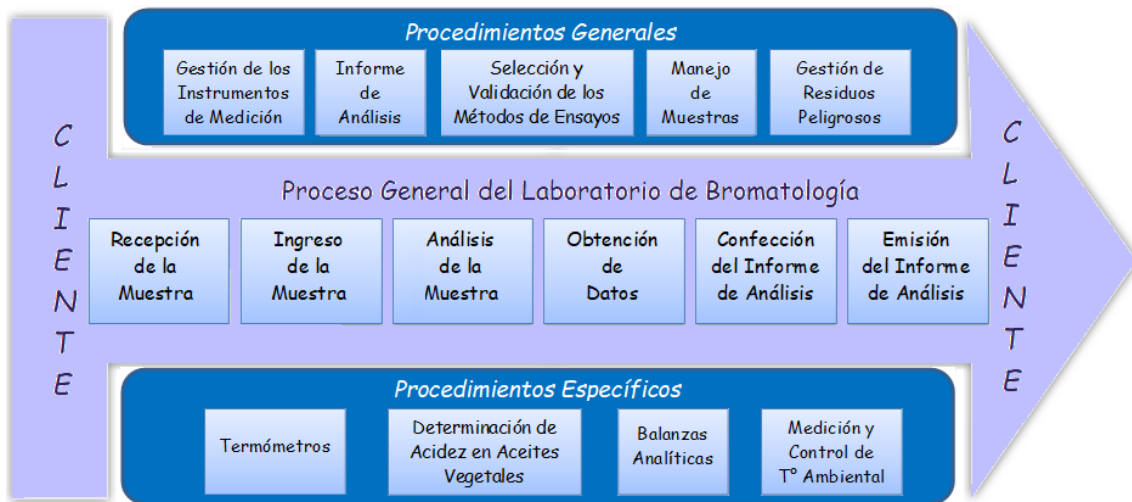 Procedimientos Generales
Gestión de los
Instrumentos
de Medición
Informe
de
Análisis
Selección y
Validación de los
Métodos de Ensayos
Manejo
de
Muestras
Gestión de
Residuos
Peligrosos
CLIENTE
Proceso General del Laboratorio de Bromatología
Recepción
de la
Muestra
Ingreso
de la
Muestra
Análisis
de la
Muestra
Obtención
de
Datos
Confección
del Informe
de Análisis
Emisión
del Informe
de Análisis
CLIENTE
Procedimientos Específicos
Termómetros
Determinación de
Acidez en Aceites
Vegetales
Balanzas
Analíticas
Medición y
Control de
T° Ambiental